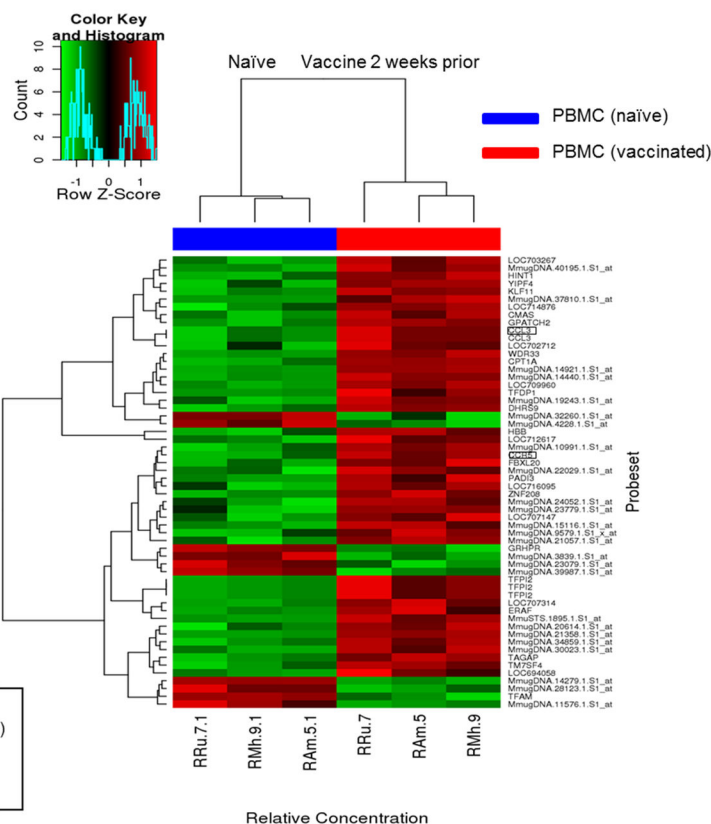 Color Key
and Histogram
Count
0 2 4 6 8 10
-1 0 1
Row Z-Score
Naïve
Vaccine 2 weeks prior
PBMC (naïve)
PBMC (vaccinated)
LOC703267
MmugDNA.40195.1.S1_at
HINT1
YIPF4
KLF11
MmugDNA.37810.1.S1_at
LOC714876
CMAS
GPATCH2
CCL3
CCL3
LOC702712
WDR33
CPT1A
MmugDNA.14921.1.S1_at
MmugDNA.14440.1.S1_at
LOC709960
TFDP1
MmugDNA.19243.1.S1_at
DHRS9
MmugDNA.32260.1.S1_at
MmugDNA.4228.1.S1_at
HBB
LOC712617
MmugDNA.10991.1.S1_at
CCR5
FBXL20
MmugDNA.22029.1.S1_at
PADI3
LOC716095
ZNF208
MmugDNA.24052.1.S1_at
MmugDNA.23779.1.S1_at
LOC707147
MmugDNA.15116.1.S1_at
MmugDNA.9579.1.S1_x_at
MmugDNA.21057.1.S1_at
GRHPR
MmugDNA.3839.1.S1_at
MmugDNA.23079.1.S1_at
MmugDNA.39987.1.S1_at
TFPI2
TFPI2
TFPI2
LOC707314
ERAF
MmuSTS.1895.1.S1_at
MmugDNA.20614.1.S1_at
MmugDNA.21358.1.S1_at
MmugDNA.34859.1.S1_at
MmugDNA.30023.1.S1_at
TAGAP
TM7SF4
LOC694058
MmugDNA.14279.1.S1_at
MmugDNA.28123.1.S1_at
TFAM
MmugDNA.11576.1.S1_at
Probeset
)
RRu.7.1
RMh.9.1
RAm.5.1
RRu.7
RAm.5
RMh.9
Relative Concentration